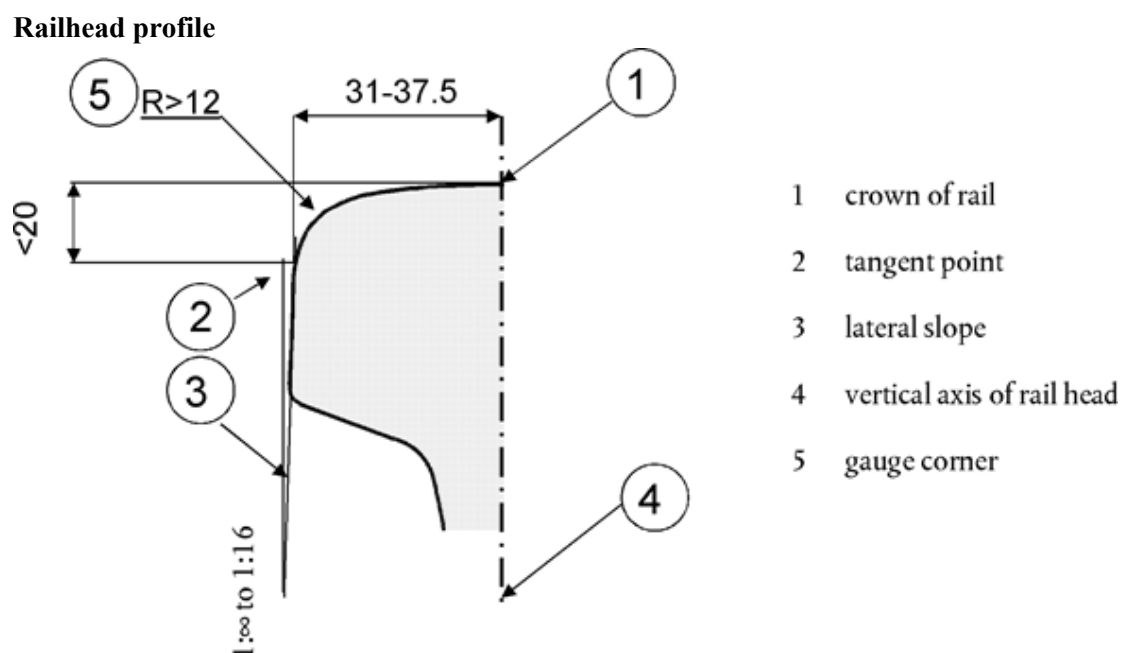 Railhead profile
5
R>12
31-37.5
1
<20
2
3
4
1:∞ to 1:16
1 crown of rail
2 tangent point
3 lateral slope
4 vertical axis of rail head
5 gauge corner